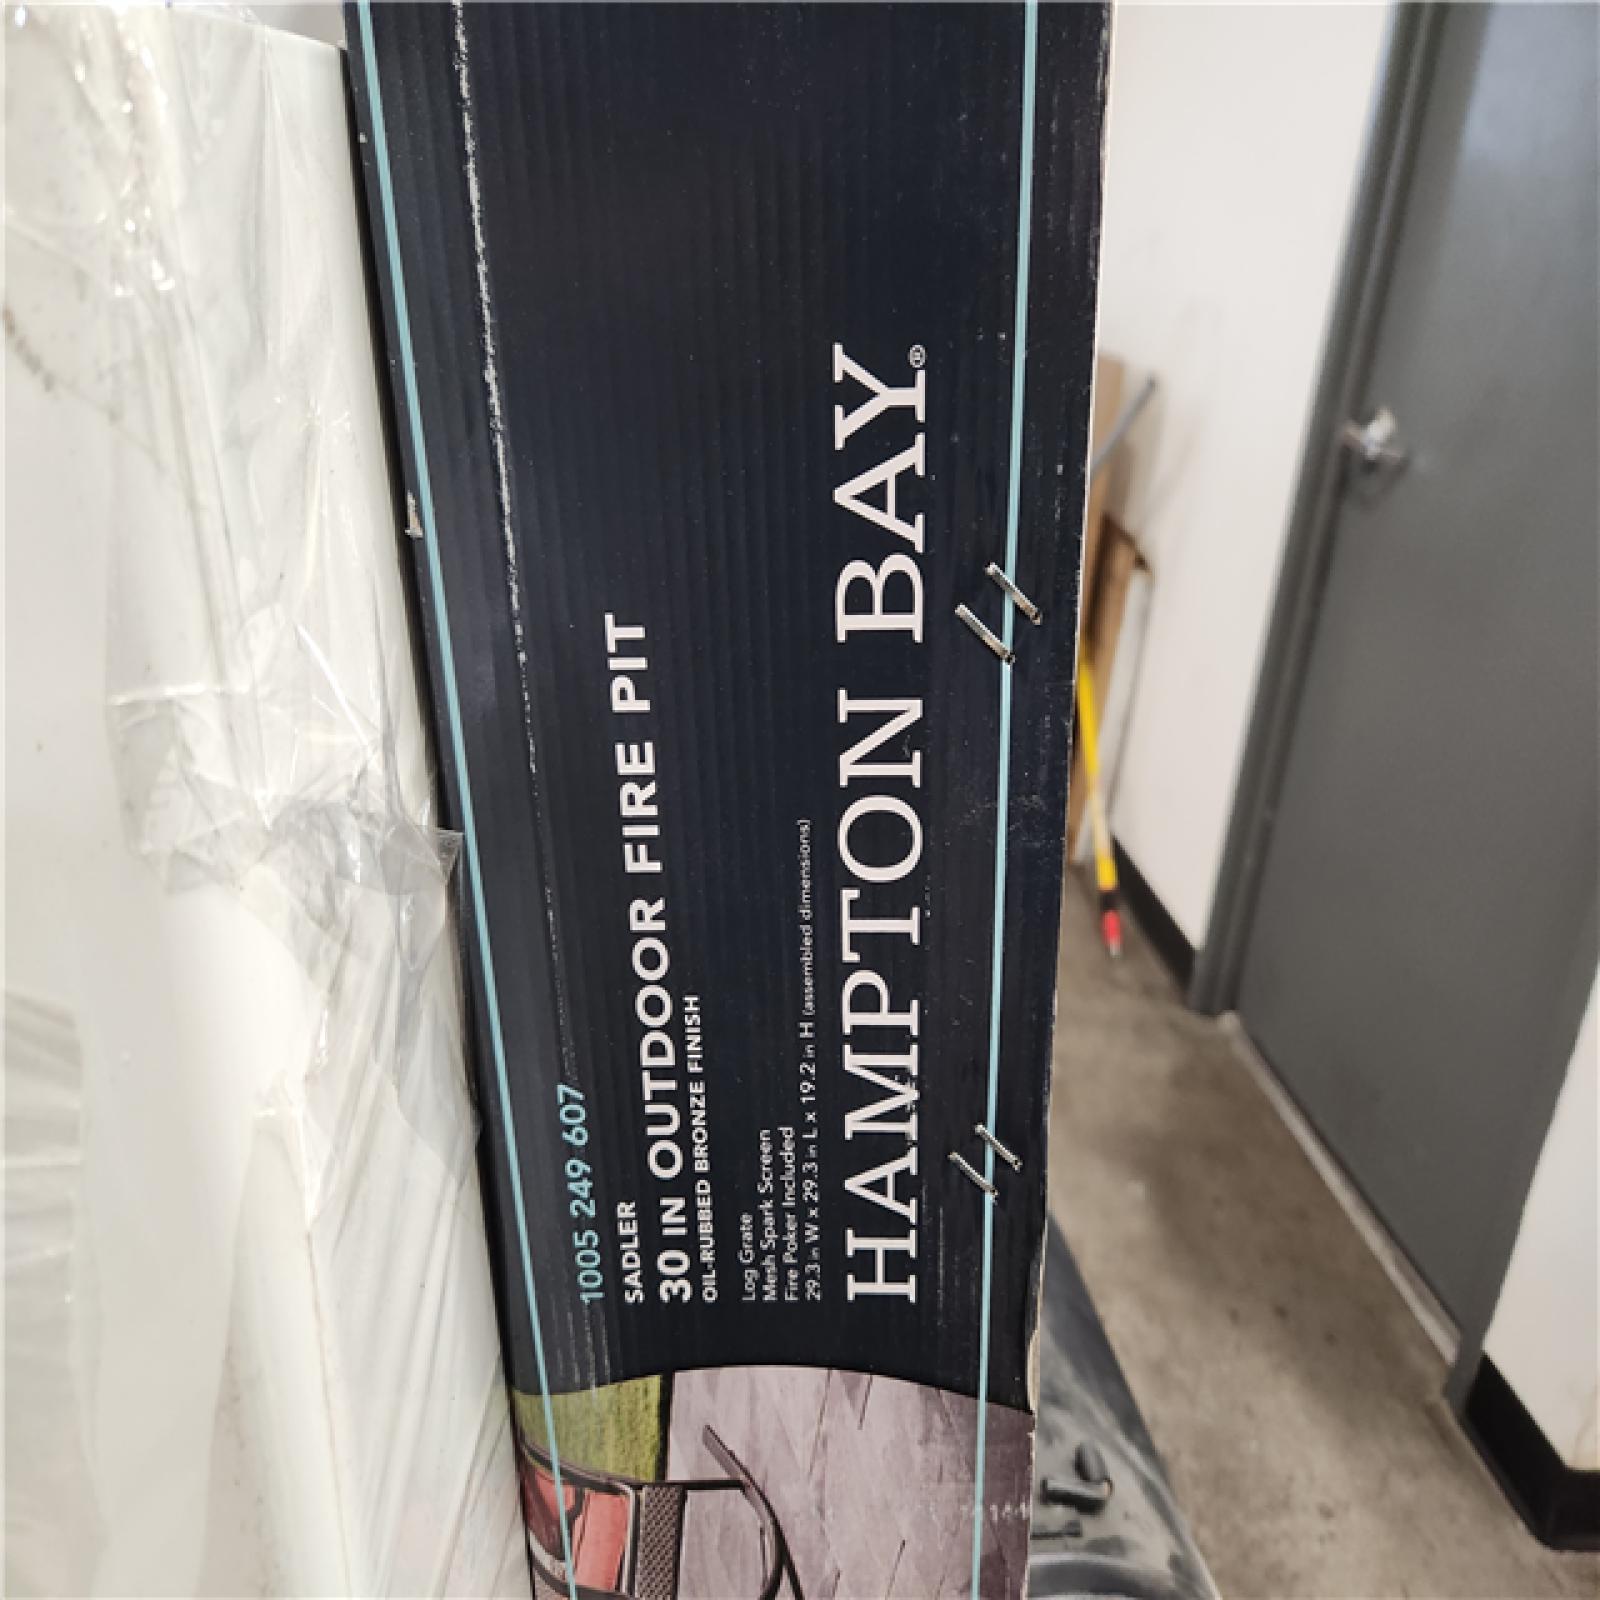 1005 249 607
SADLER
30 IN OUTDOOR FIRE PIT
OIL-RUBBED BRONZE FINISH
Log Grate
Mesh Spark Screen
Fire Poker Included
29.3 in W x 29.3 in L x 19.2 in H (assembled dimensions)
HAMPTON BAY®